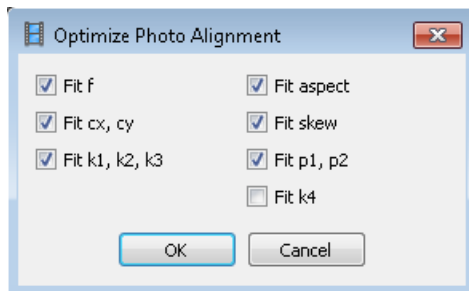 Optimize Photo Alignment
Fit f
Fit aspect
Fit cx, cy
Fit skew
Fit k1, k2, k3
Fit p1, p2
Fit k4
OK
Cancel